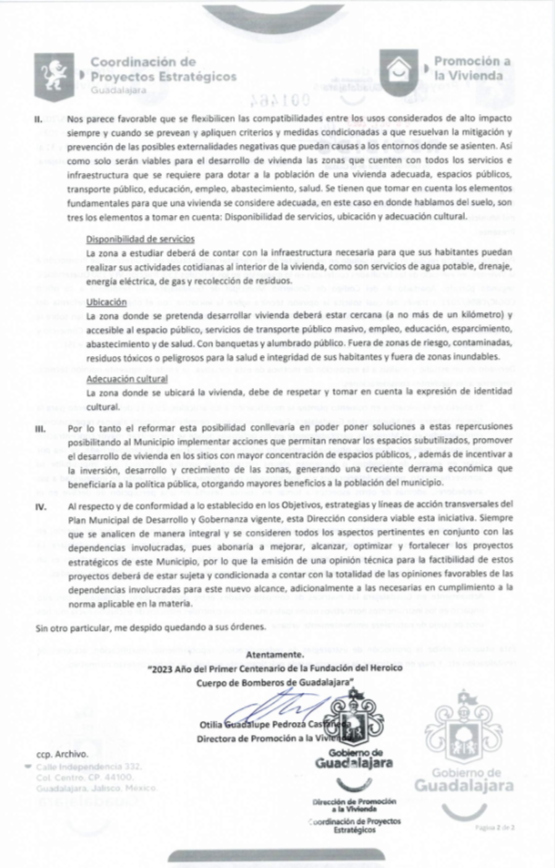 Coordinación de
Proyectos Estratégicos
Guadalajara
Promoción a
la Vivienda
II. Nos parece favorable que se flexibilicen las compatibilidades entre los usos considerados de alto impacto
siempre y cuando se prevean y apliquen criterios y medidas condicionadas a que resuelvan la mitigación y
prevención de las posibles externalidades negativas que puedan causas a los entornos donde se asienten. Así
como solo serán viables para el desarrollo de vivienda las zonas que cuenten con todos los servicios e
infraestructura que se requiere para dotar a la población de una vivienda adecuada, espacios públicos,
transporte público, educación, empleo, abastecimiento, salud. Se tienen que tomar en cuenta los elementos
fundamentales para que una vivienda se considere adecuada, en este caso en donde hablamos del suelo, son
tres los elementos a tomar en cuenta: Disponibilidad de servicios, ubicación y adecuación cultural.
Disponibilidad de servicios
La zona a estudiar deberá de contar con la infraestructura necesaria para que sus habitantes puedan
realizar sus actividades cotidianas al interior de la vivienda, como son servicios de agua potable, drenaje,
energía eléctrica, de gas y recolección de residuos.
Ubicación
La zona donde se pretenda desarrollar vivienda deberá estar cercana (a no más de un kilómetro) y
accesible al espacio público, servicios de transporte público masivo, empleo, educación, esparcimiento,
abastecimiento y de salud. Con banquetas y alumbrado público. Fuera de zonas de riesgo, contaminadas,
residuos tóxicos o peligrosos para la salud e integridad de sus habitantes y fuera de zonas inundables.
Adecuación cultural
La zona donde se ubicará la vivienda, debe de respetar y tomar en cuenta la expresión de identidad
cultural.
III. Por lo tanto el reformar esta posibilidad conllevaría en poder poner soluciones a estas repercusiones
posibilitando al Municipio implementar acciones que permitan renovar los espacios subutilizados, promover
el desarrollo de vivienda en los sitios con mayor concentración de espacios públicos, , además de incentivar a
la inversión, desarrollo y crecimiento de las zonas, generando una creciente derrama económica que
beneficiaría a la política pública, otorgando mayores beneficios a la población del municipio.
IV. Al respecto y de conformidad a lo establecido en los Objetivos, estrategias y líneas de acción transversales del
Plan Municipal de Desarrollo y Gobernanza vigente, esta Dirección considera viable esta iniciativa. Siempre
que se analicen de manera integral y se consideren todos los aspectos pertinentes en conjunto con las
dependencias involucradas, pues abonaría a mejorar, alcanzar, optimizar y fortalecer los proyectos
estratégicos de este Municipio, por lo que la emisión de una opinión técnica para la factibilidad de estos
proyectos deberá de estar sujeta y condicionada a contar con la totalidad de las opiniones favorables de las
dependencias involucradas para este nuevo alcance, adicionalmente a las necesarias en cumplimiento a la
norma aplicable en la materia.
Sin otro particular, me despido quedando a sus órdenes.
Atentamente.
"2023 Año del Primer Centenario de la Fundación del Heroico
Cuerpo de Bomberos de Guadalajara"
Otilia Guadalupe Pedroza Castañeda
Directora de Promoción a la Vivienda
Gobierno de
Guadalajara
Dirección de Promoción
a la Vivienda
Coordinación de Proyectos
Estratégicos
ccp. Archivo.
Calle Independencia 332,
Col. Centro. CP. 44100,
Guadalajara, Jalisco, México.
Gobierno de
Guadalajara
Página 2 de 2